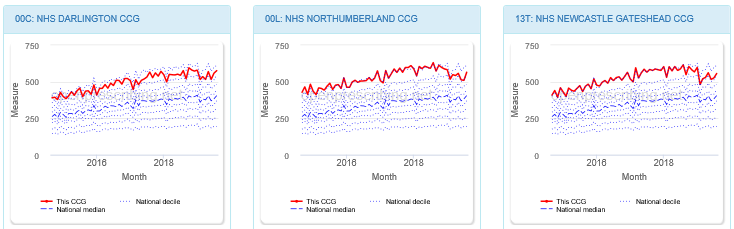 00C: NHS DARLINGTON CCG
750
500
250
0
Measure
2016
2018
Month
This CCG
National decile
National median
00L: NHS NORTHUMBERLAND CCG
750
500
250
0
Measure
2016
2018
Month
This CCG
National decile
National median
13T: NHS NEWCASTLE GATESHEAD CCG
750
500
250
0
Measure
2016
2018
Month
This CCG
National decile
National median